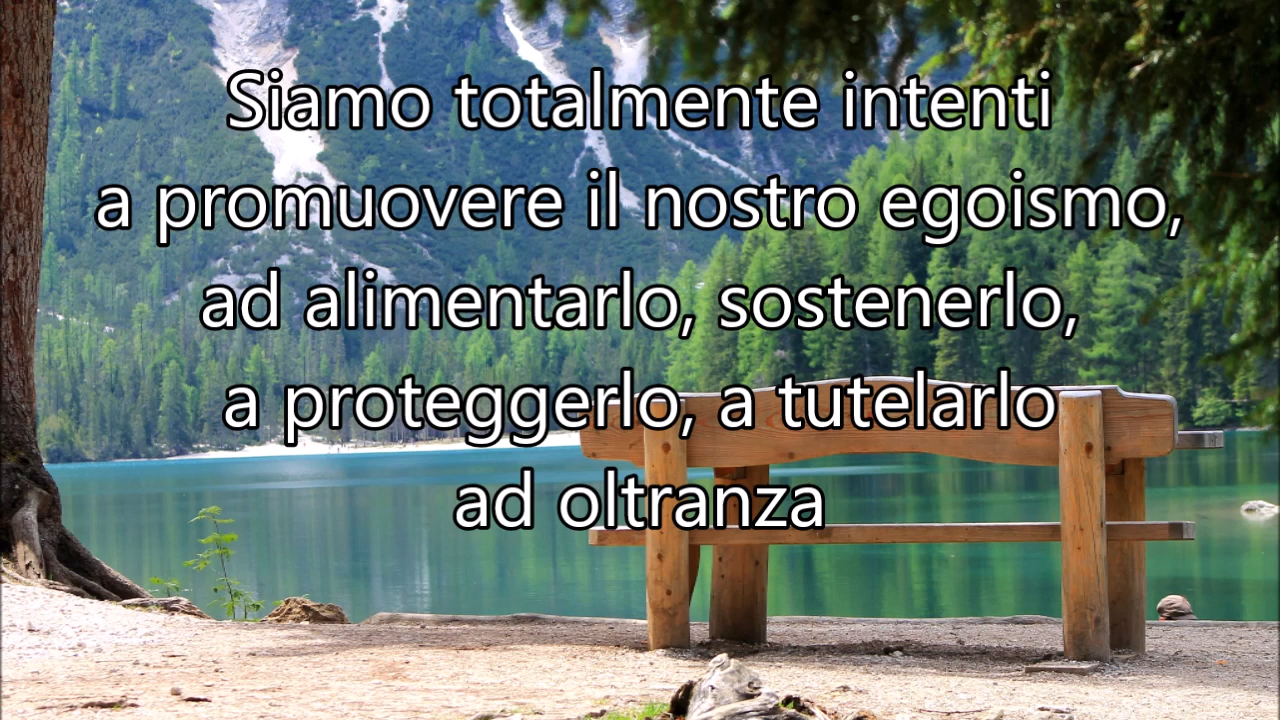 Siamo totalmente intenti
a promuovere il nostro egoismo,
ad alimentarlo, sostenerlo,
a proteggerlo, a tutelarlo
ad oltranza